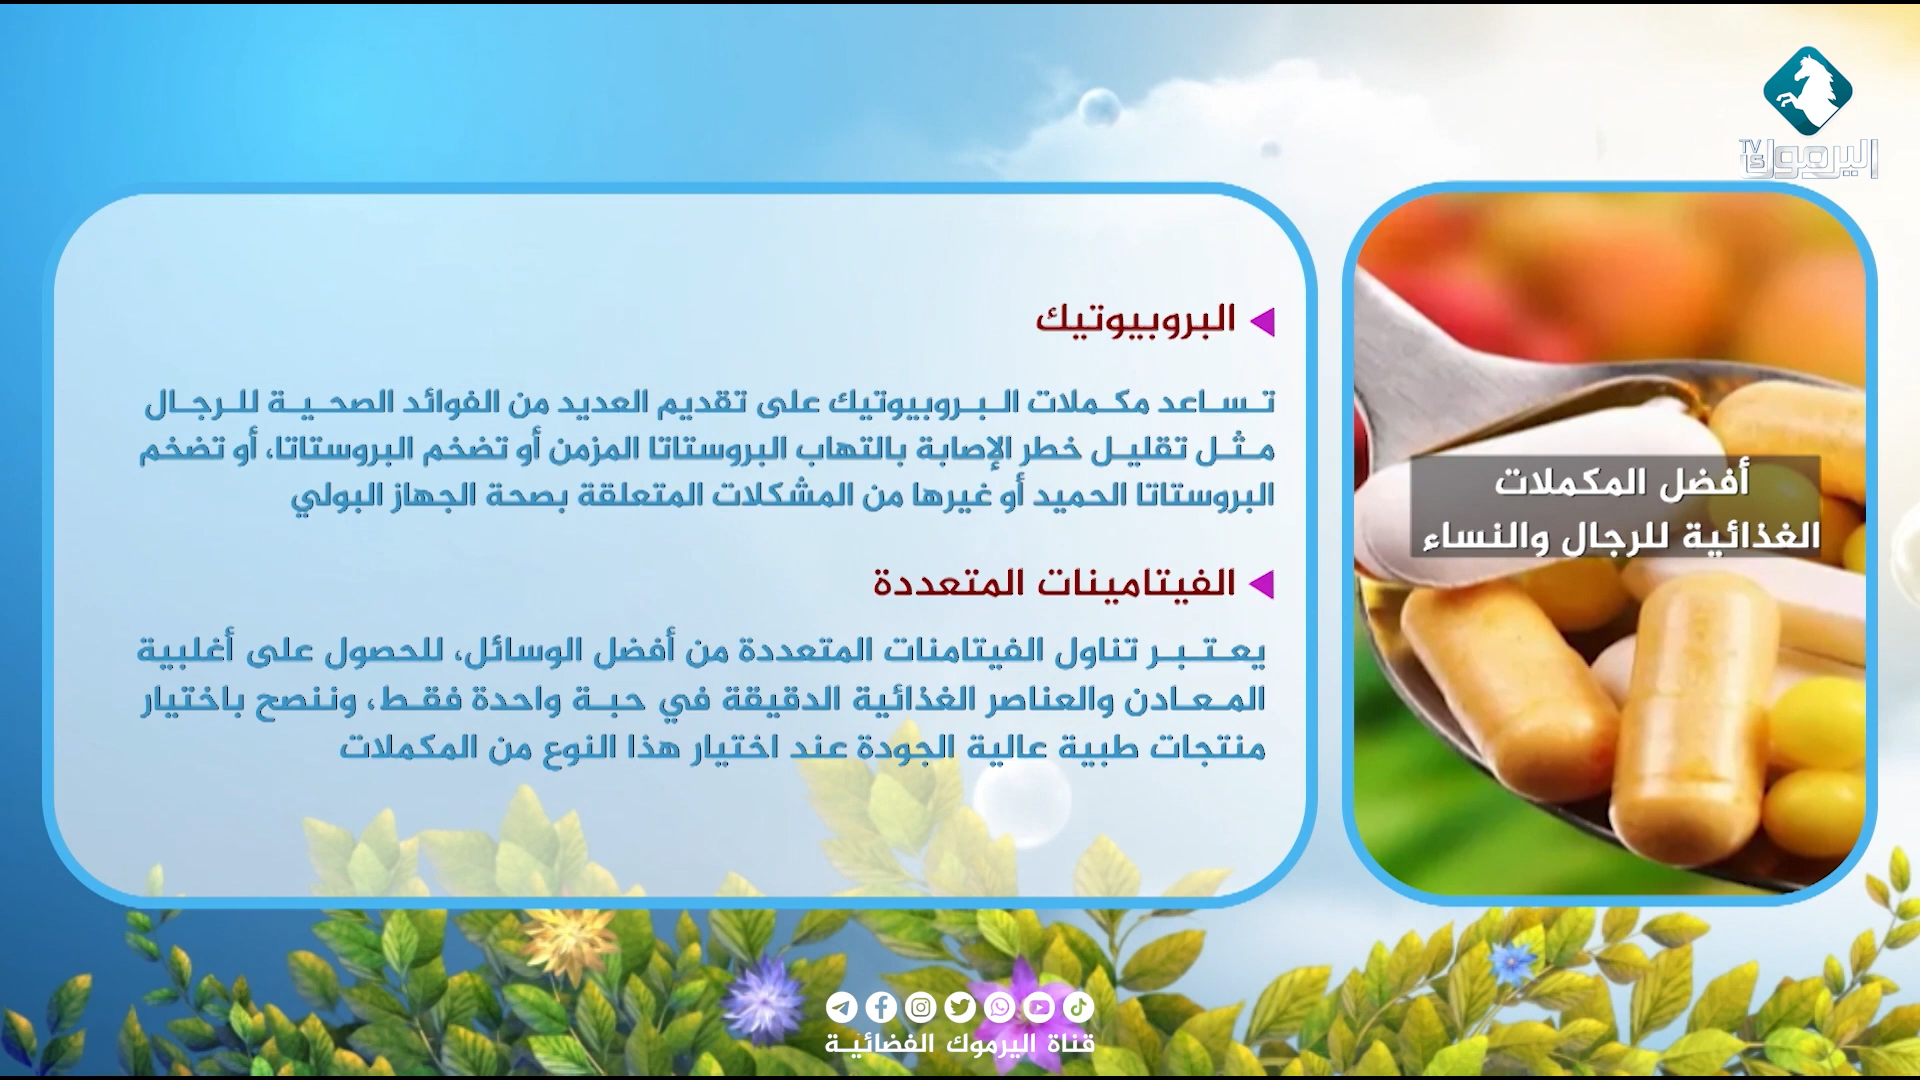 اليرموك
TV
البروبيوتيك
تساعد مكملات البروبيوتيك على تقديم العديد من الفوائد الصحية للرجال
مثل تقليل خطر الإصابة بالتهاب البروستاتا المزمن أو تضخم البروستاتا، أو تضخم
البروستاتا الحميد أو غيرها من المشكلات المتعلقة بصحة الجهاز البولي
الفيتامينات المتعددة
يعتبر تناول الفيتامنات المتعددة من أفضل الوسائل، للحصول على أغلبية
المعادن والعناصر الغذائية الدقيقة في حبة واحدة فقط، وننصح باختيار
منتجات طبية عالية الجودة عند اختيار هذا النوع من المكملات
أفضل المكملات
الغذائية للرجال والنساء
قناة اليرموك الفضائية